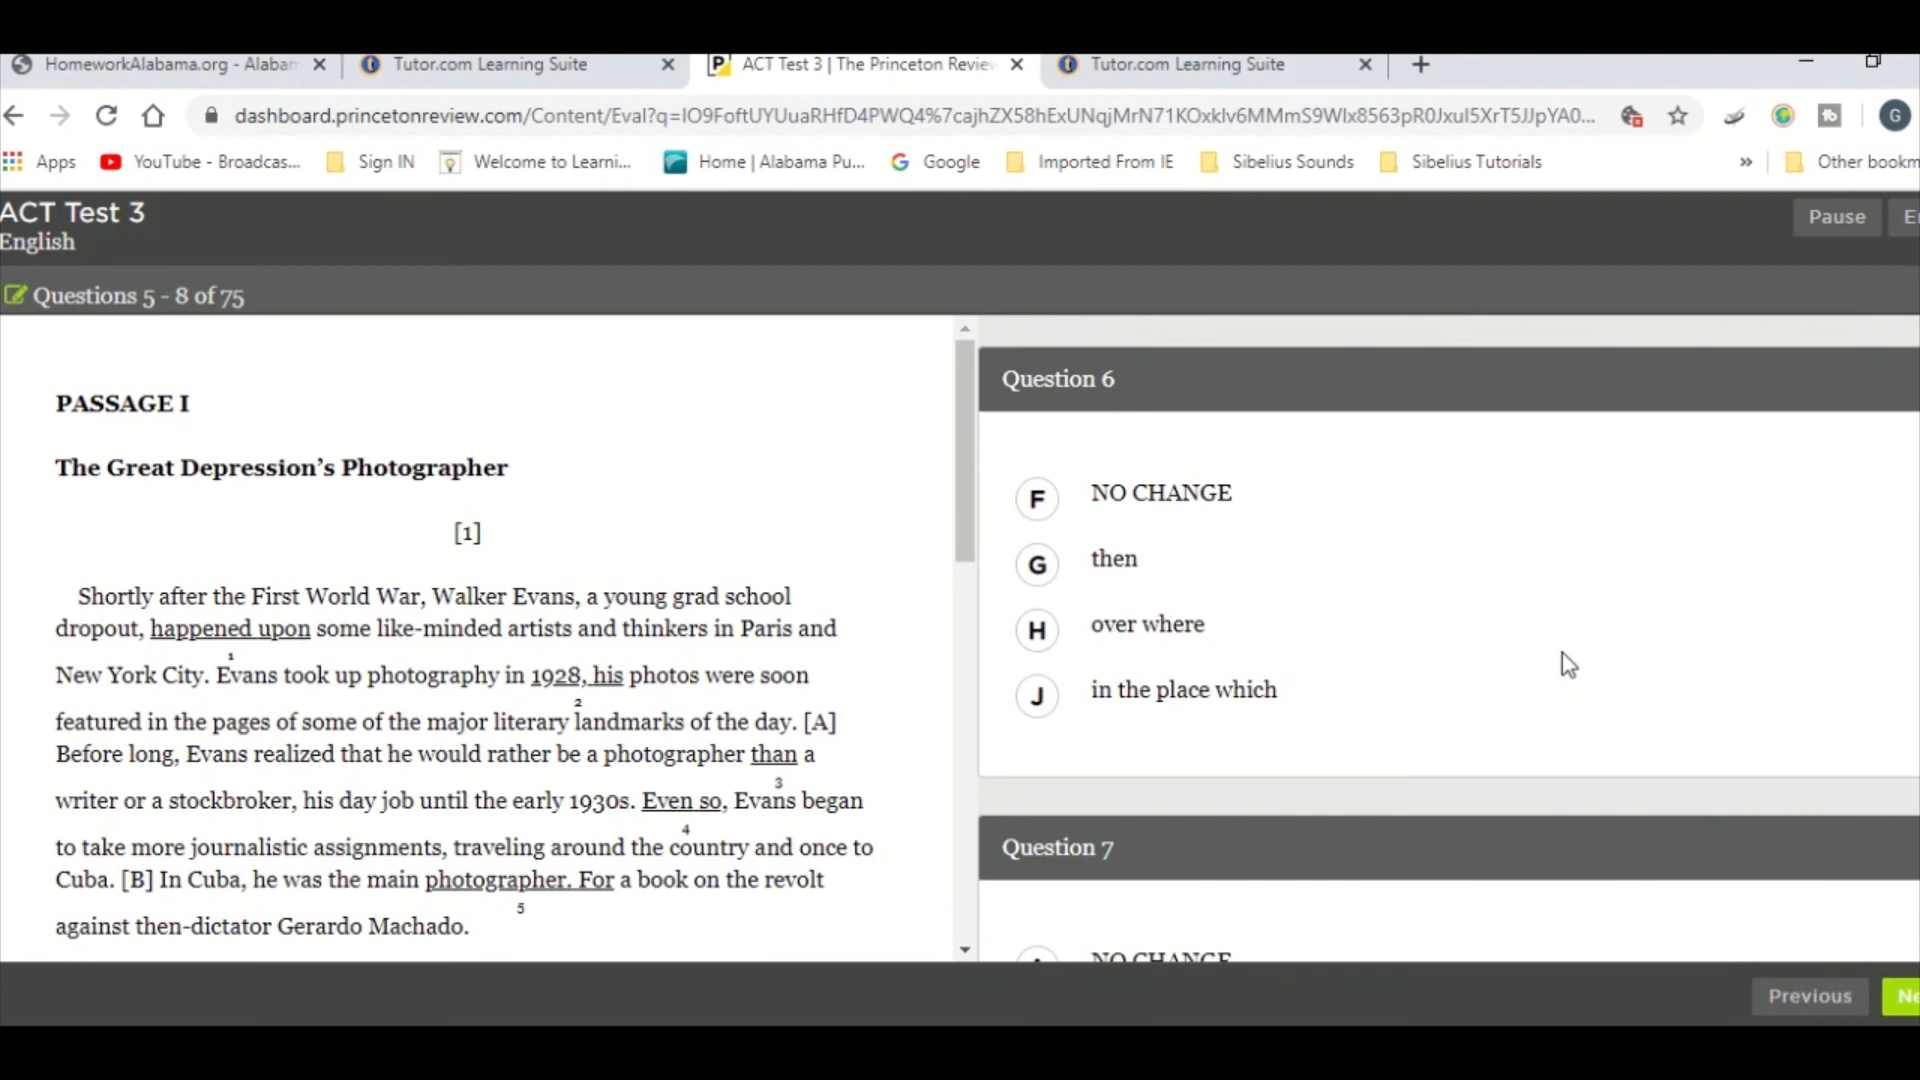 HomeworkAlabama.org - Alaban
Tutor.com Learning Suite
ACT Test 3 | The Princeton Review
Tutor.com Learning Suite
dashboard.princetonreview.com/Content/Eval?q=IO9FoftUYUuaRHfD4PWQ4%7cajhZX58hExUNqjMrN71KOxklv6MMmS9Wlx8563pR0JxuI5XrT5JJpYA0...
G
Apps
YouTube - Broadcas...
Sign IN
Welcome to Learni...
Home | Alabama Pu...
Google
Imported From IE
Sibelius Sounds
Sibelius Tutorials
»
Other bookm
ACT Test 3
English
Pause
Questions 5 - 8 of 75
PASSAGE I
The Great Depression's Photographer
[1]
Shortly after the First World War, Walker Evans, a young grad school
dropout, happened upon some like-minded artists and thinkers in Paris and
1
New York City. Evans took up photography in 1928, his photos were soon
2
featured in the pages of some of the major literary landmarks of the day. [A]
Before long, Evans realized that he would rather be a photographer than a
3
writer or a stockbroker, his day job until the early 1930s. Even so, Evans began
4
to take more journalistic assignments, traveling around the country and once to
Cuba. [B] In Cuba, he was the main photographer. For a book on the revolt
5
against then-dictator Gerardo Machado.
Question 6
F NO CHANGE
G then
H over where
J in the place which
Question 7
NO CHANGE
Previous
Ne